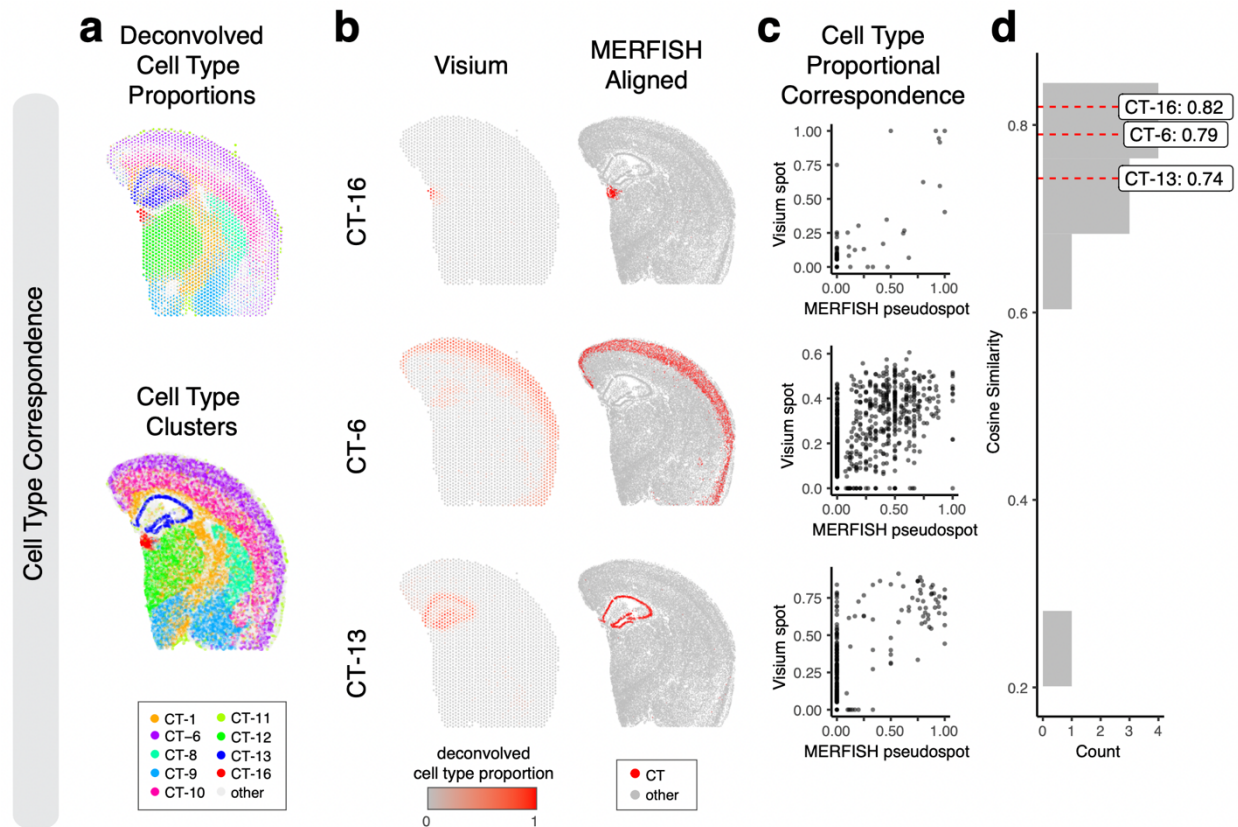 a
Deconvolved
Cell Type
Proportions
Cell Type
Clusters
CT-1
CT–6
CT-8
CT-9
CT-10
CT-11
CT-12
CT-13
CT-16
other
Cell Type Correspondence
b
Visium
MERFISH
Aligned
CT-16
CT-6
CT-13
deconvolved
cell type proportion
0 1
CT
other
c
Cell Type
Proportional
Correspondence
1.00
0.75
0.50
0.25
0.00
Visium spot
0.00 0.50 1.00
MERFISH pseudospot
0.6
0.4
0.2
0.0
Visium spot
0.00 0.50 1.00
MERFISH pseudospot
0.75
0.50
0.25
0.00
Visium spot
0.00 0.50 1.00
MERFISH pseudospot
d
CT-16: 0.82
CT-6: 0.79
CT-13: 0.74
0.8
0.6
0.4
0.2
Cosine Similarity
0 1 2 3 4
Count